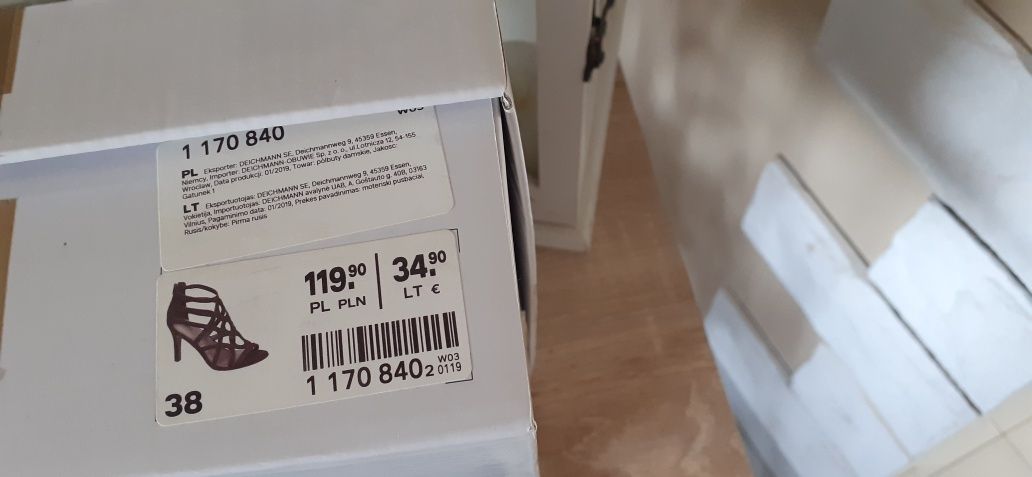 W03
1 170 840
PL Eksporter: DEICHMANN SE, Deichmannweg 9, 45359 Essen,
Niemcy, Importer: DEICHMANN-OBUWIE Sp. z o. o., ul.Lotnicza 12, 54-155
Wrocław, Data produkcji: 01/2019, Towar: półbuty damskie, Jakość:
Gatunek 1
LT Eksportuotojas: DEICHMANN SE, Deichmannweg 9, 45359 Essen,
Vokietija, Importuotojas: DEICHMANN avalynė UAB, A. Goštauto g. 40B, 03163
Vilnius, Pagaminimo data: 01/2019, Prekės pavadinimas: moteriški pusbačiai,
Rūšis/kokybė: Pirma rūšis
119.90 34.90
PL PLN LT €
1 170 840 2 W03 0119
38